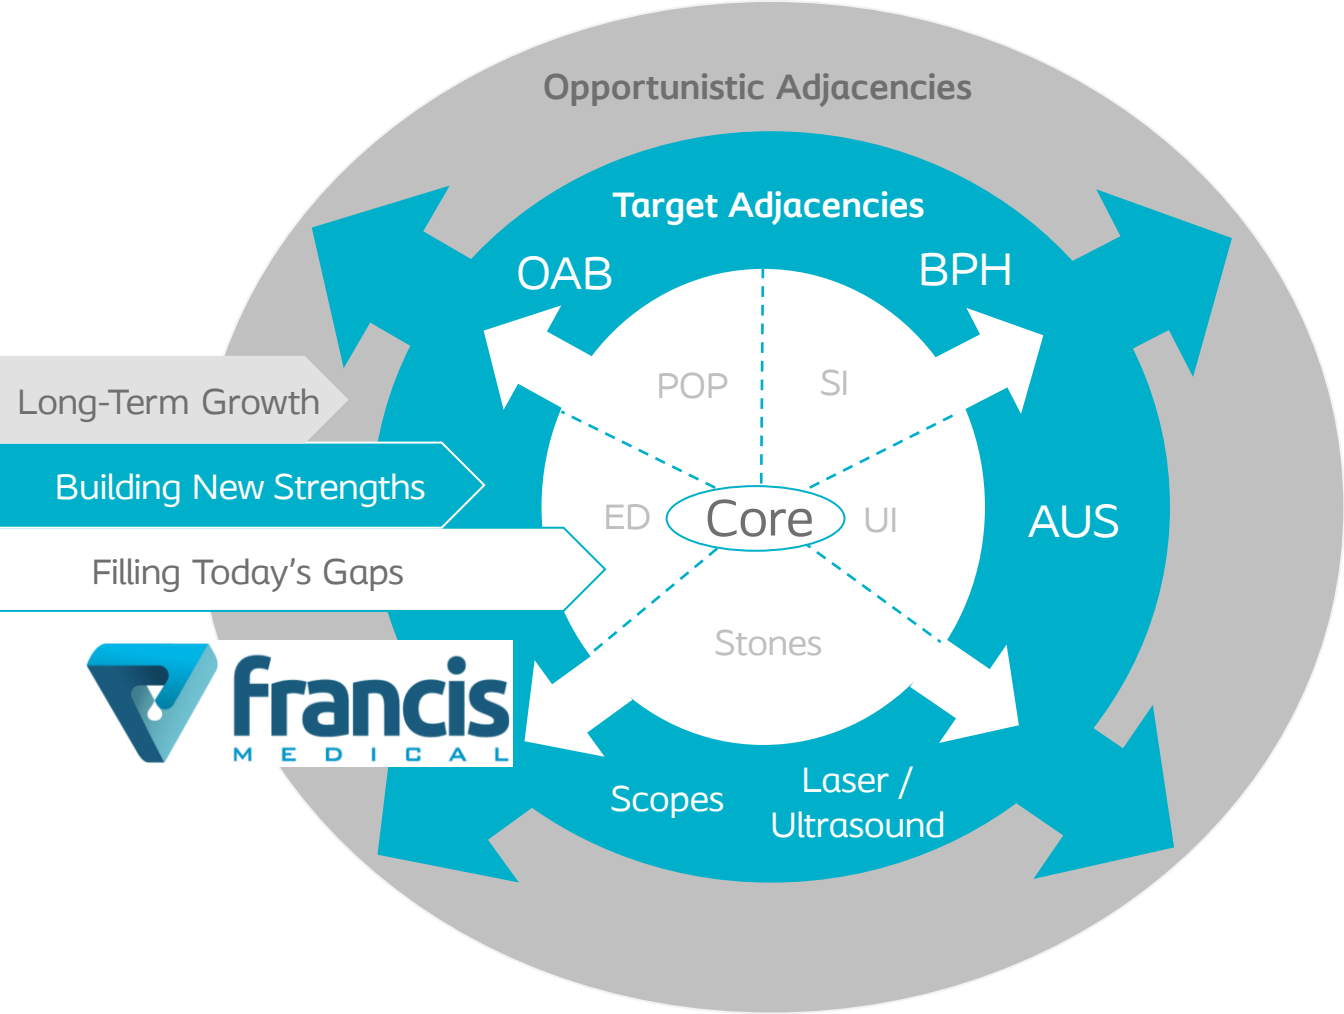 Opportunistic Adjacencies
Target Adjacencies
OAB
BPH
POP
SI
Long-Term Growth
Building New Strengths
ED
Core
UI
AUS
Filling Today’s Gaps
Stones
francis
MEDICAL
Scopes
Laser /
Ultrasound